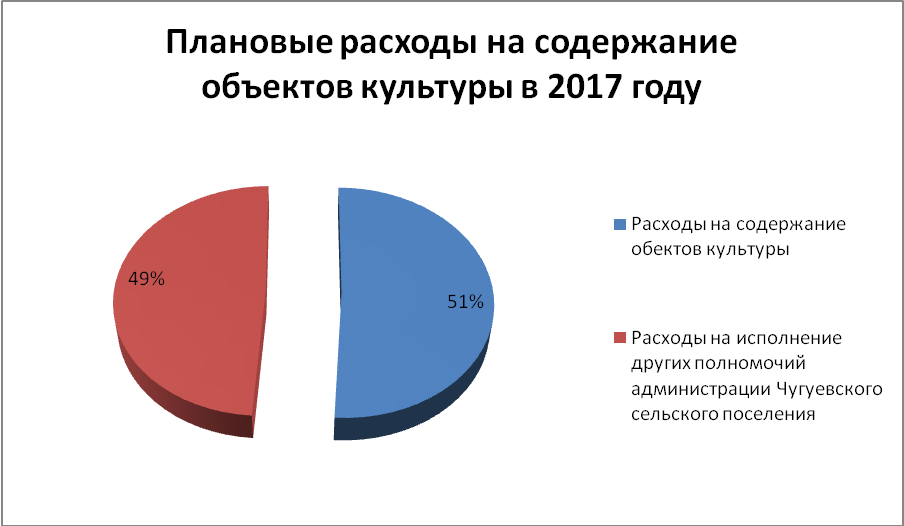 Плановые расходы на содержание
объектов культуры в 2017 году
49%
51%
Расходы на содержание
обектов культуры
Расходы на исполнение
других полномочий
администрации Чугуевского
сельского поселения